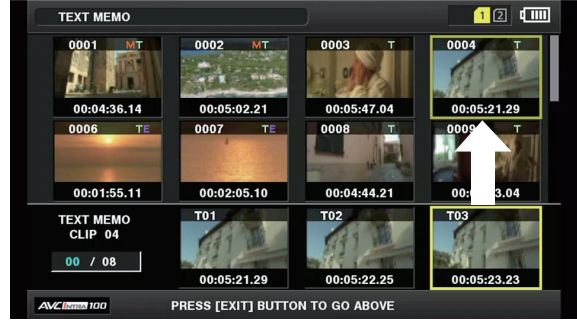 TEXT MEMO
1 2
0001 MT
0002 MT
0003 T
0004 T
00:04:36.14
00:05:02.21
00:05:47.04
00:05:21.29
0006 TE
0007 TE
0008 T
0009 T
00:01:55.11
00:02:05.10
00:04:44.21
3.04
TEXT MEMO
CLIP 04
00 / 08
T01
T02
T03
00:05:21.29
00:05:22.25
00:05:23.23
AVC INTRA 100
PRESS [EXIT] BUTTON TO GO ABOVE